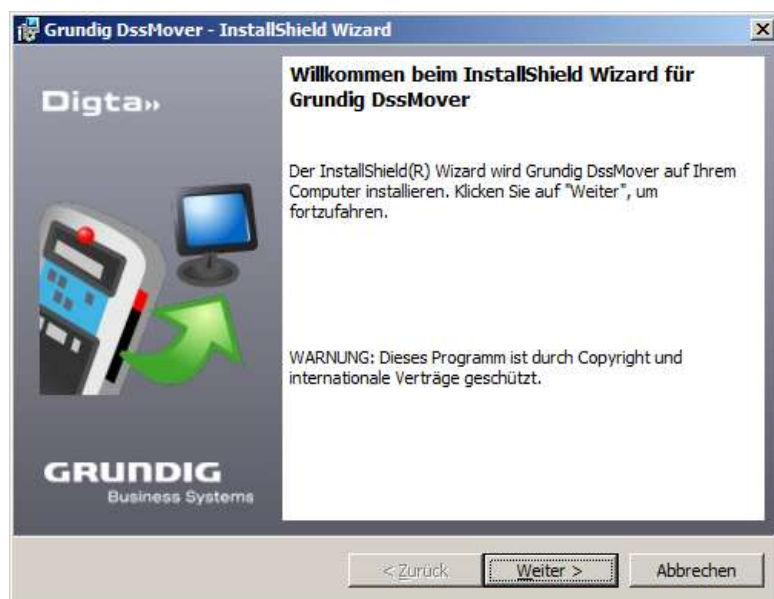 Grundig DssMover - InstallShield Wizard
Digta»
Willkommen beim InstallShield Wizard für
Grundig DssMover
Der InstallShield(R) Wizard wird Grundig DssMover auf Ihrem
Computer installieren. Klicken Sie auf "Weiter", um
fortzufahren.
WARNUNG: Dieses Programm ist durch Copyright und
internationale Verträge geschützt.
GRUNDIG
Business Systems
< Zurück
Weiter >
Abbrechen